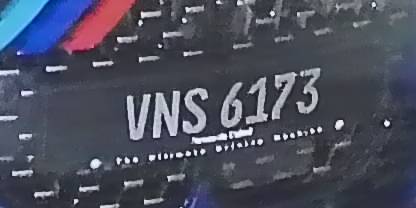 VNS 6173
The Ultimate Driving Machine